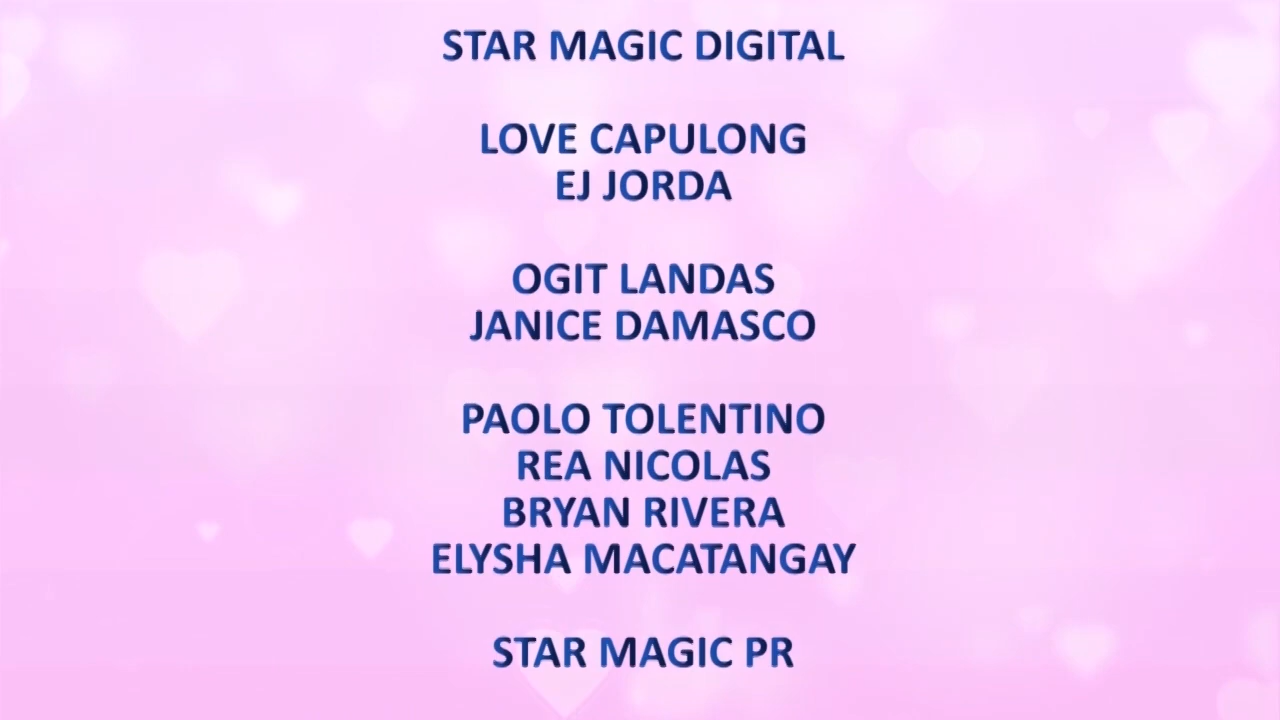 STAR MAGIC DIGITAL
LOVE CAPULONG
EJ JORDA
OGIT LANDAS
JANICE DAMASCO
PAOLO TOLENTINO
REA NICOLAS
BRYAN RIVERA
ELYSHA MACATANGAY
STAR MAGIC PR